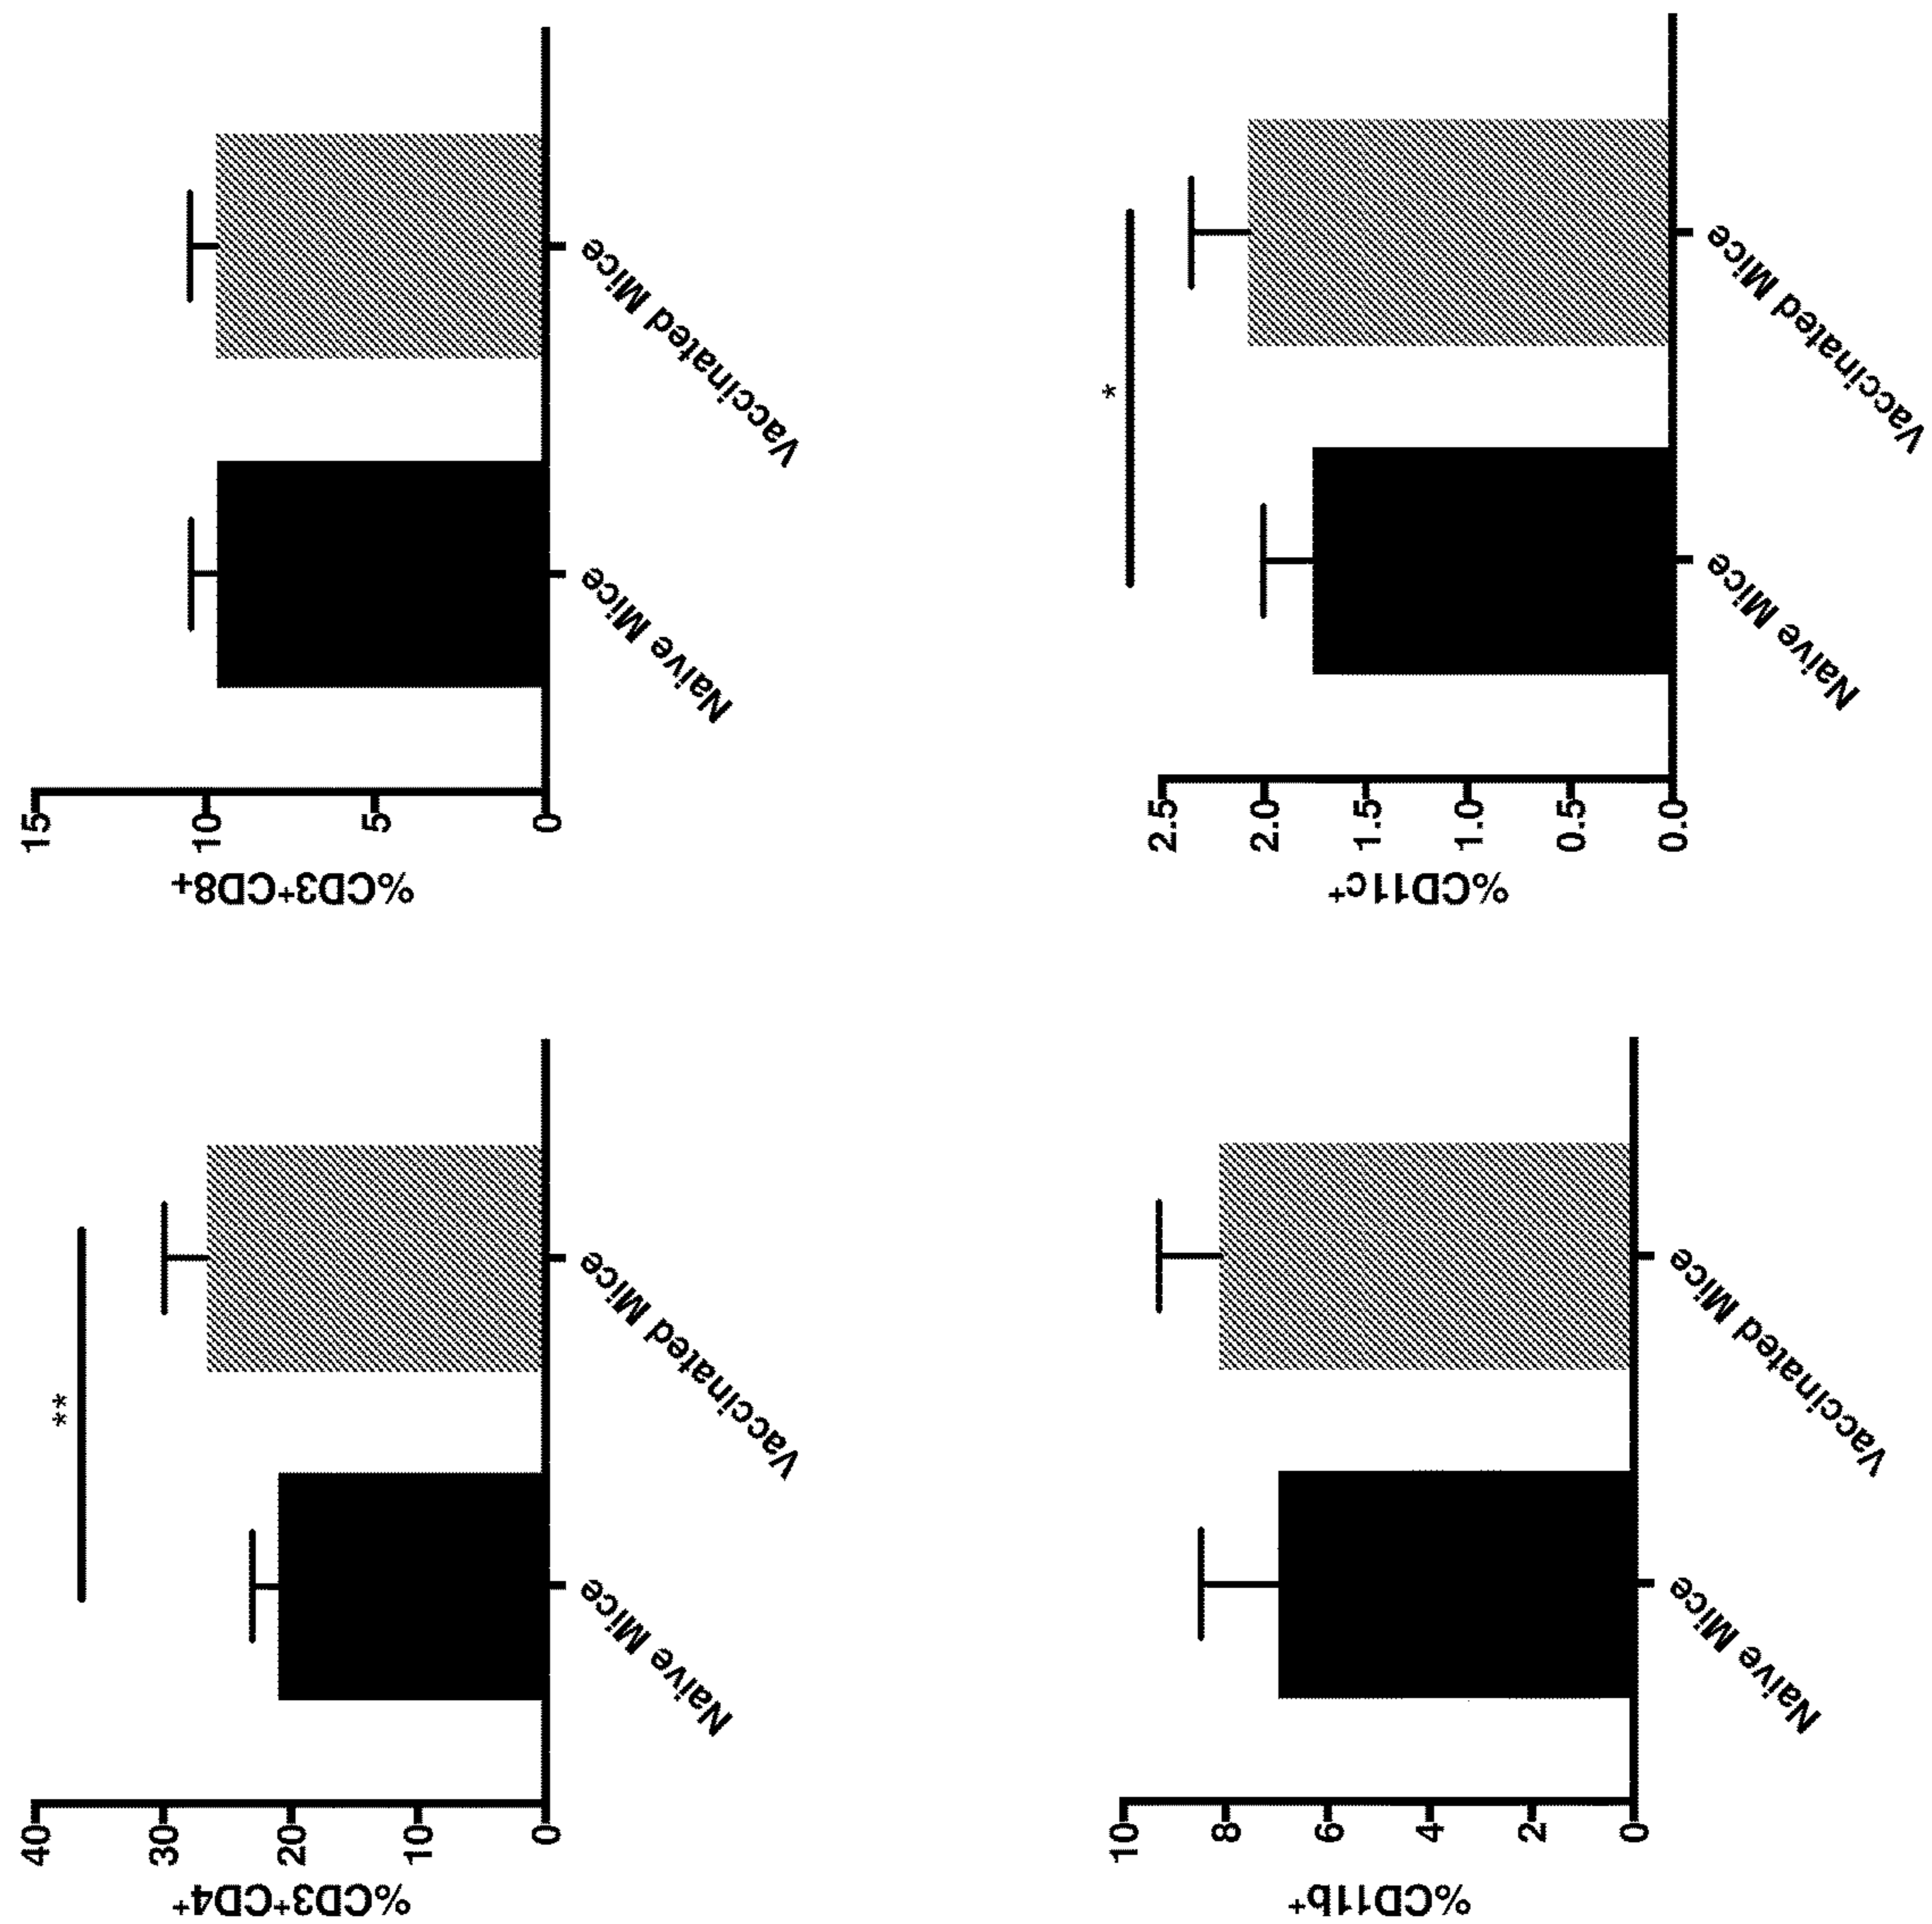 %CD3⁺CD4⁺
40
30
20
10
0
**
Naive Mice
Vaccinated Mice
%CD3⁺CD8+
15
10
5
0
Naive Mice
Vaccinated Mice
%CD11b⁺
10
8
6
4
2
0
Naive Mice
Vaccinated Mice
%CD11c⁺
2.5
2.0
1.5
1.0
0.5
0.0
*
Naive Mice
Vaccinated Mice